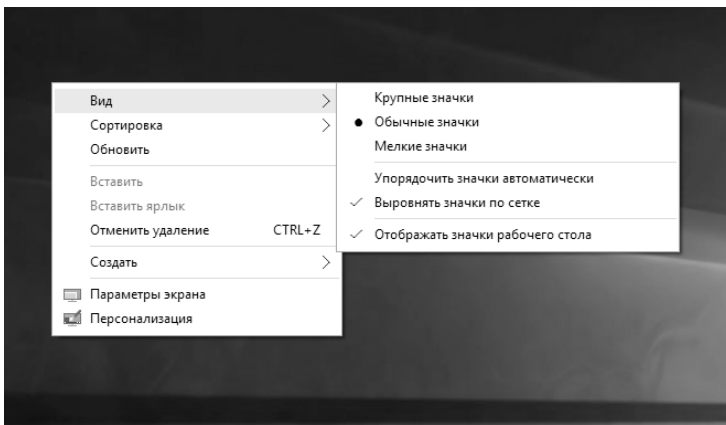 Вид
Сортировка
Обновить
Вставить
Вставить ярлык
Отменить удаление CTRL+Z
Создать
Параметры экрана
Персонализация
Крупные значки
Обычные значки
Мелкие значки
Упорядочить значки автоматически
Выровнять значки по сетке
Отображать значки рабочего стола